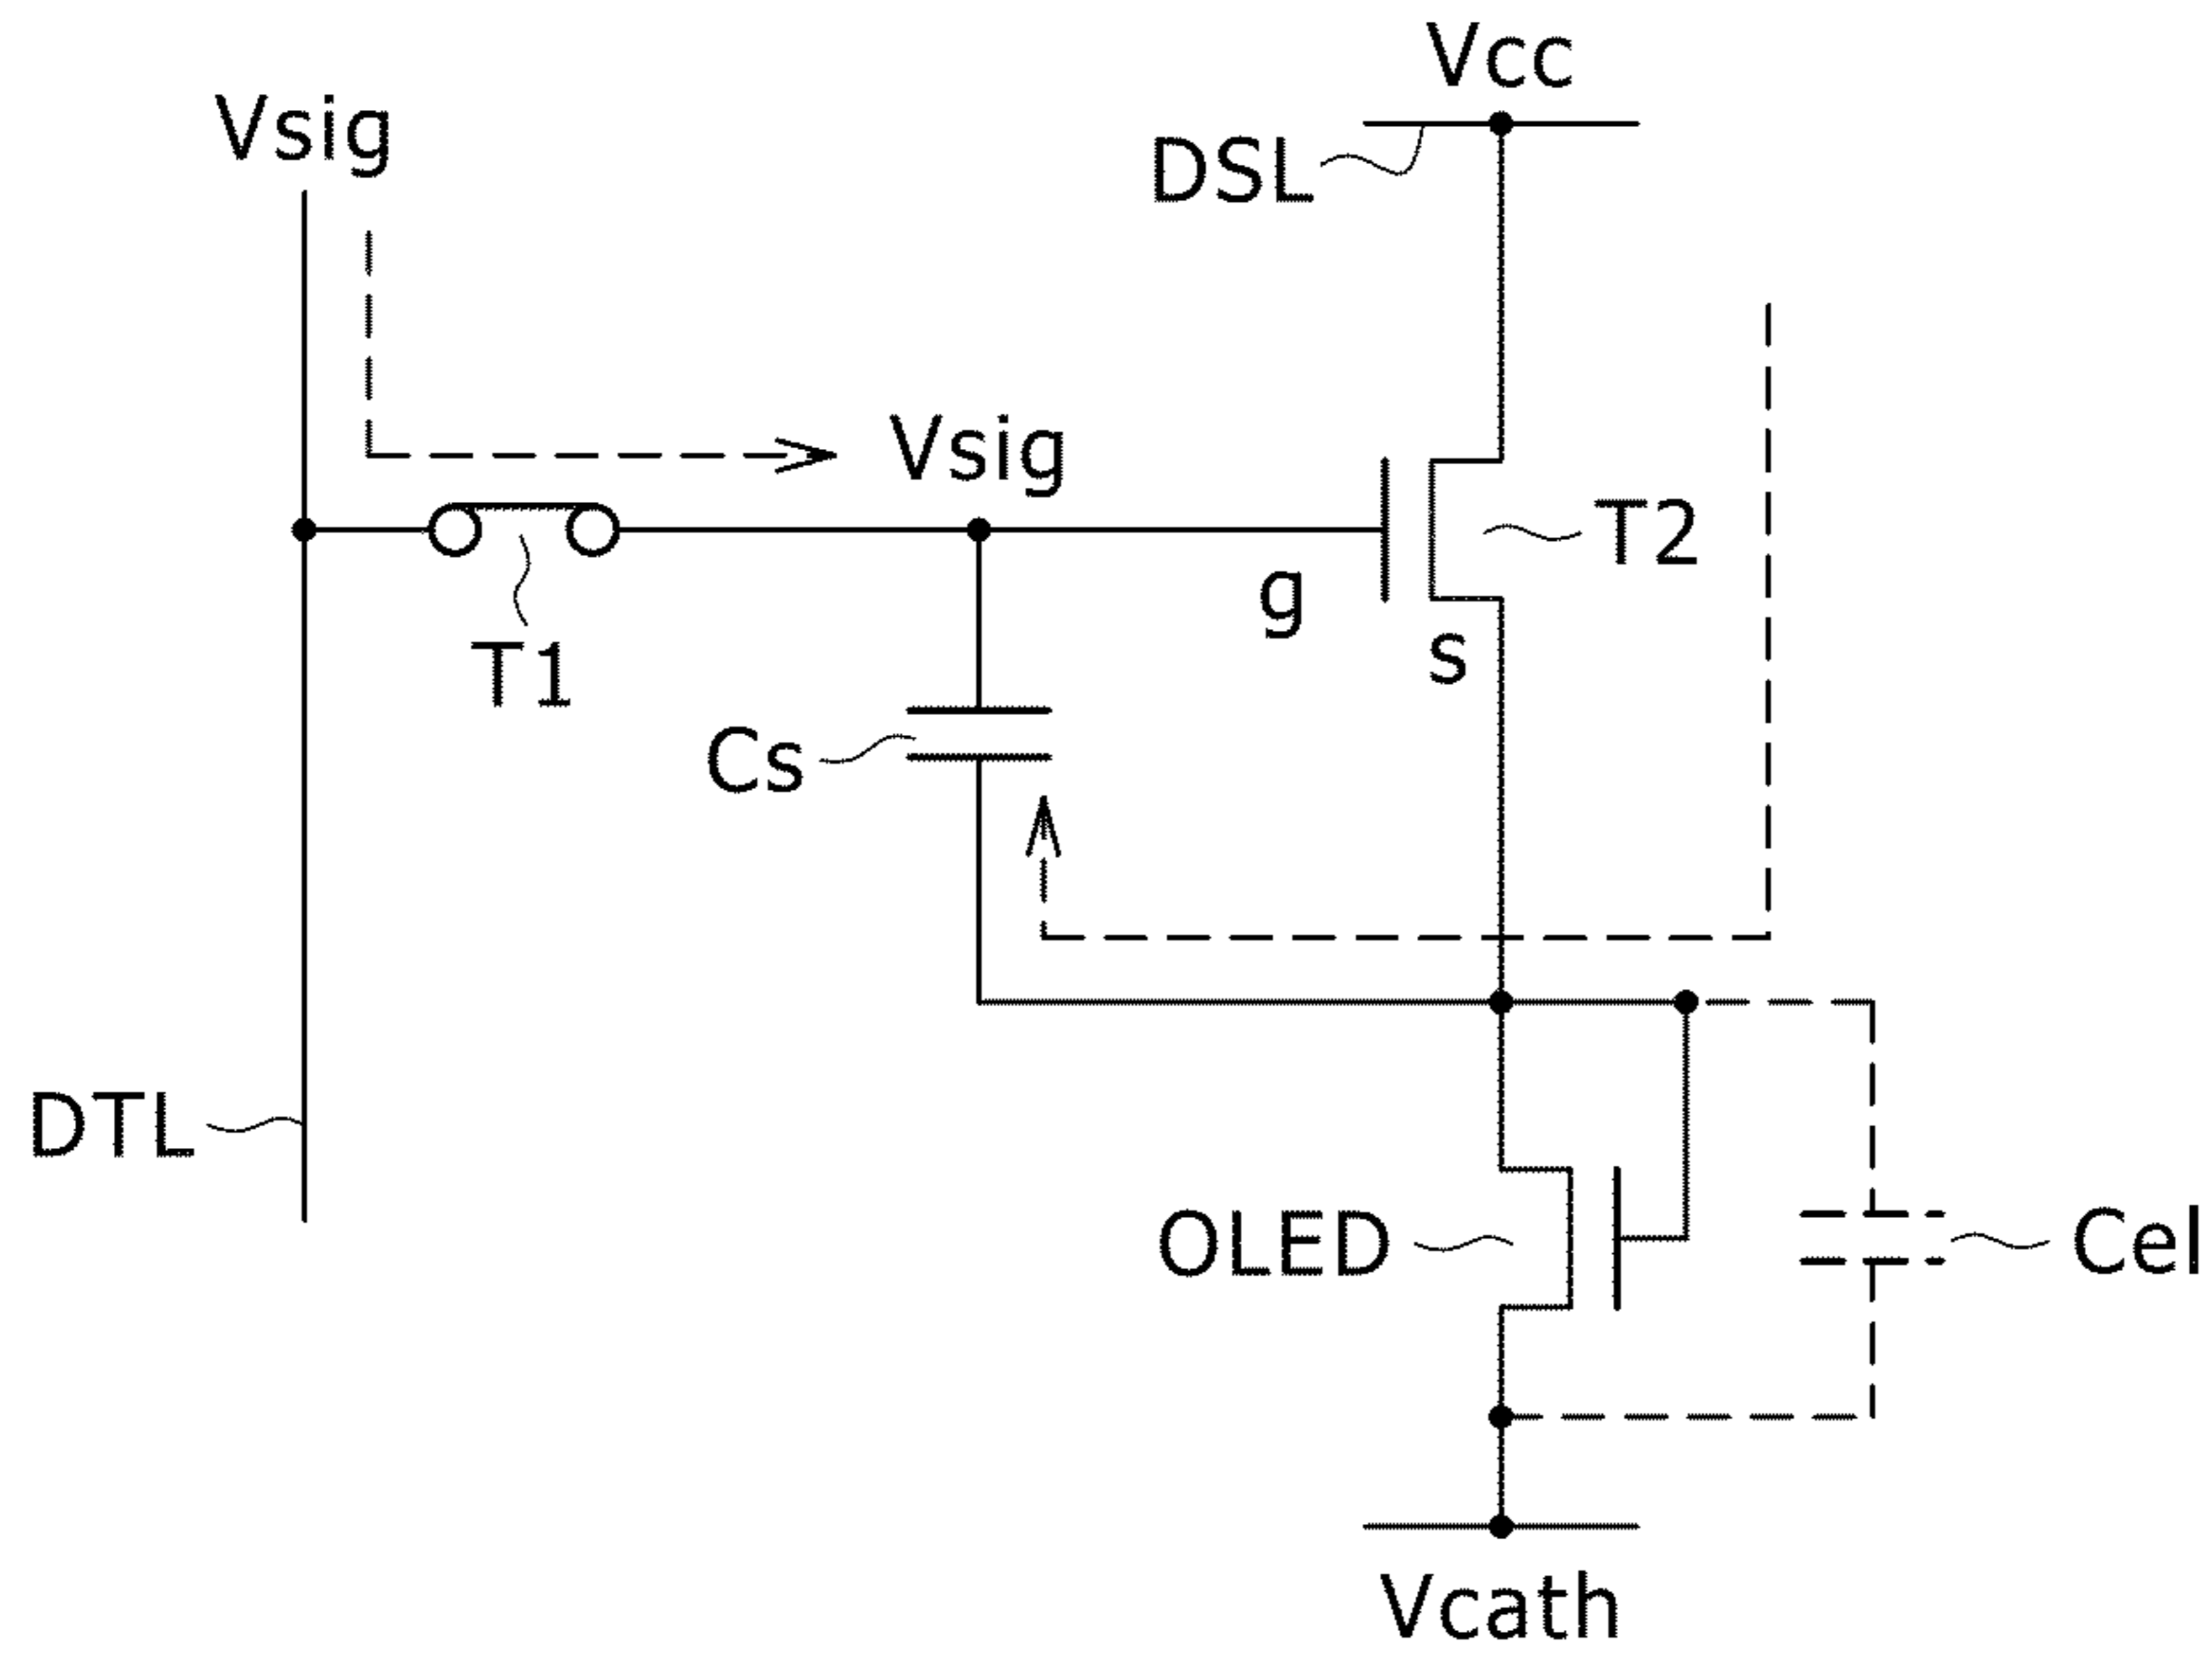 Vcc
Vsig
DSL
Vsig
T2
g
s
T1
Cs
DTL
OLED
Cel
Vcath